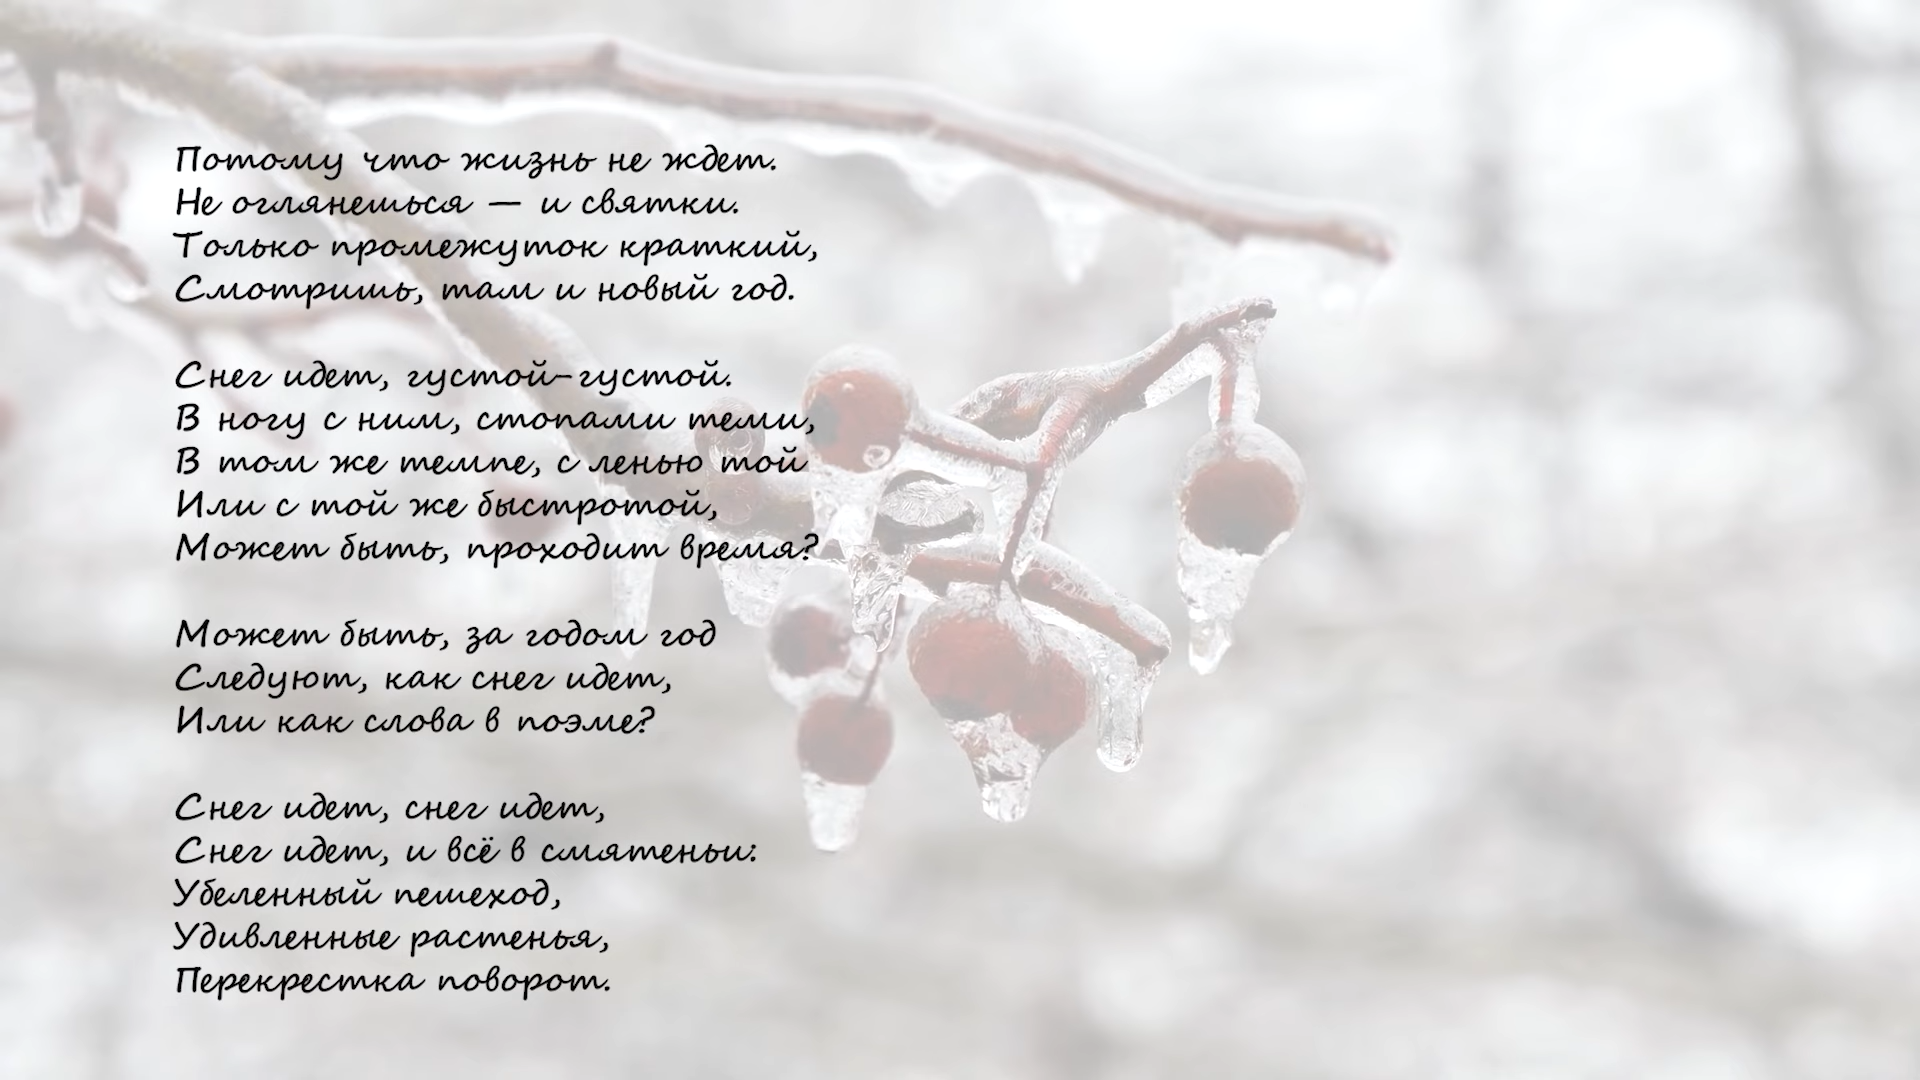 Потому что жизнь не ждет.
Не оглянешься — и святки.
Только промежуток краткий,
Смотришь, там и новый год.
Снег идет, густой-густой.
В ногу с ним, стопами теми,
В том же темпе, с ленью той
Или с той же быстротой,
Может быть, проходит время?
Может быть, за годом год
Следуют, как снег идет,
Или как слова в поэме?
Снег идет, снег идет,
Снег идет, и всё в смятеньи:
Убеленный пешеход,
Удивленные растенья,
Перекрестка поворот.